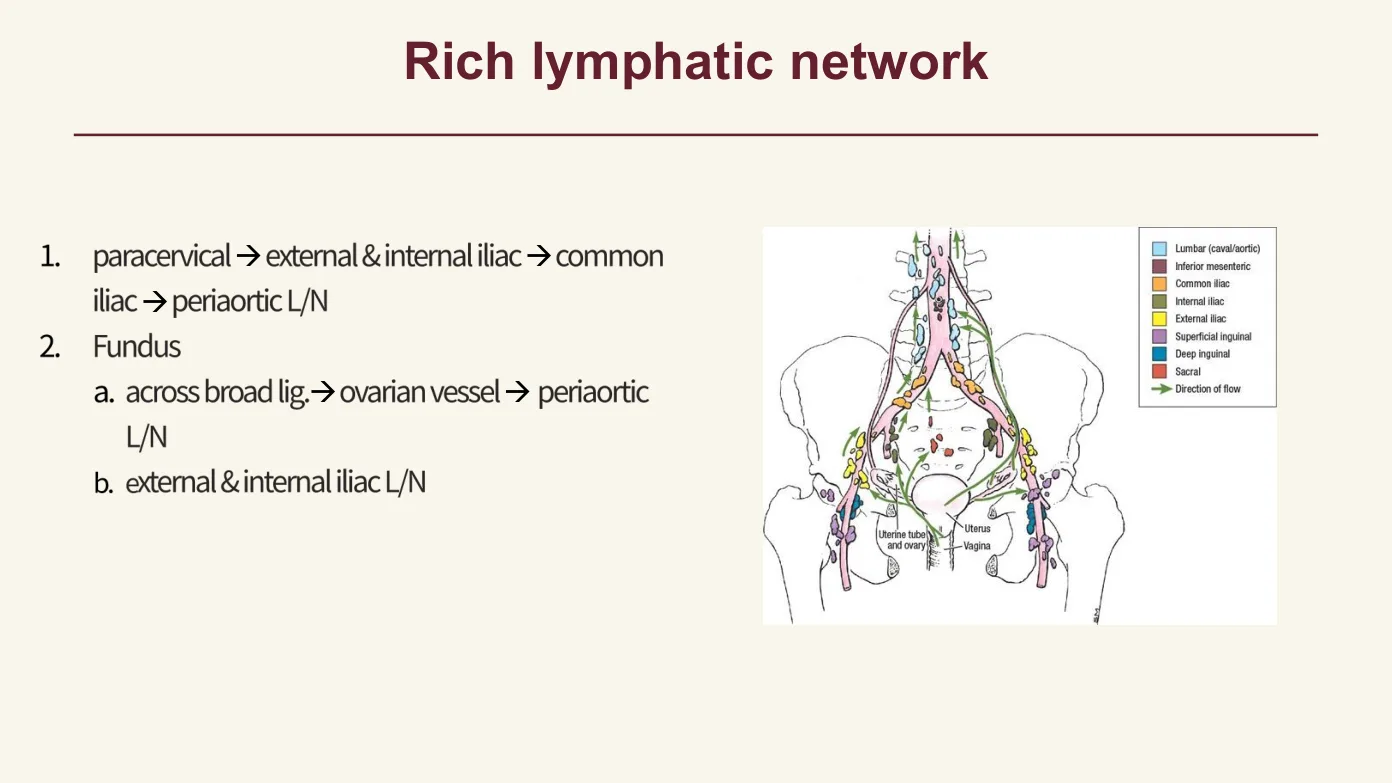 Rich lymphatic network
1. paracervical → external & internal iliac → common
iliac → periaortic L/N
2. Fundus
a. across broad lig.→ ovarian vessel → periaortic
L/N
b. external & internal iliac L/N
Lumbar (caval/aortic)
Inferior mesenteric
Common iliac
Internal iliac
External iliac
Superficial inguinal
Deep inguinal
Sacral
Direction of flow
Uterine tube
and ovary
Uterus
Vagina